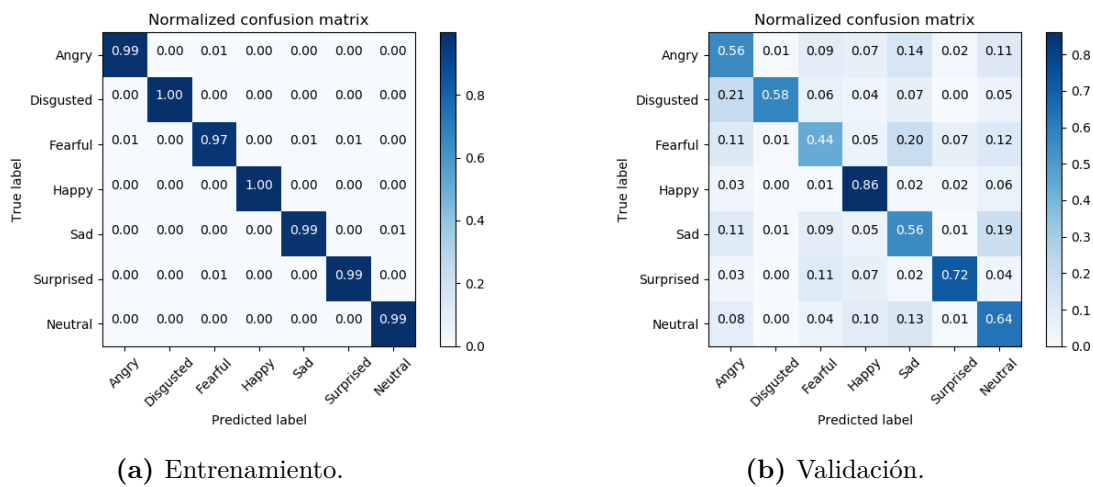 Normalized confusion matrix
True label
Angry 0.99 0.00 0.01 0.00 0.00 0.00 0.00
Disgusted 0.00 1.00 0.00 0.00 0.00 0.00 0.00
Fearful 0.01 0.00 0.97 0.00 0.01 0.01 0.00
Happy 0.00 0.00 0.00 1.00 0.00 0.00 0.00
Sad 0.00 0.00 0.00 0.00 0.99 0.00 0.01
Surprised 0.00 0.00 0.01 0.00 0.00 0.99 0.00
Neutral 0.00 0.00 0.00 0.00 0.00 0.00 0.99
Angry Disgusted Fearful Happy Sad Surprised Neutral
Predicted label
0.8
0.6
0.4
0.2
0.0
(a) Entrenamiento.
Normalized confusion matrix
True label
Angry 0.56 0.01 0.09 0.07 0.14 0.02 0.11
Disgusted 0.21 0.58 0.06 0.04 0.07 0.00 0.05
Fearful 0.11 0.01 0.44 0.05 0.20 0.07 0.12
Happy 0.03 0.00 0.01 0.86 0.02 0.02 0.06
Sad 0.11 0.01 0.09 0.05 0.56 0.01 0.19
Surprised 0.03 0.00 0.11 0.07 0.02 0.72 0.04
Neutral 0.08 0.00 0.04 0.10 0.13 0.01 0.64
Angry Disgusted Fearful Happy Sad Surprised Neutral
Predicted label
0.8
0.7
0.6
0.5
0.4
0.3
0.2
0.1
0.0
(b) Validación.